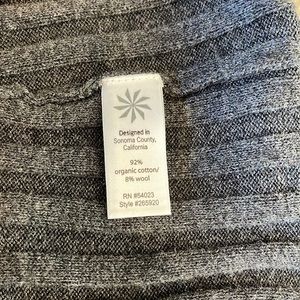 Designed in
Sonoma County,
California
92%
organic cotton/
8% wool
RN #54023
Style #265920